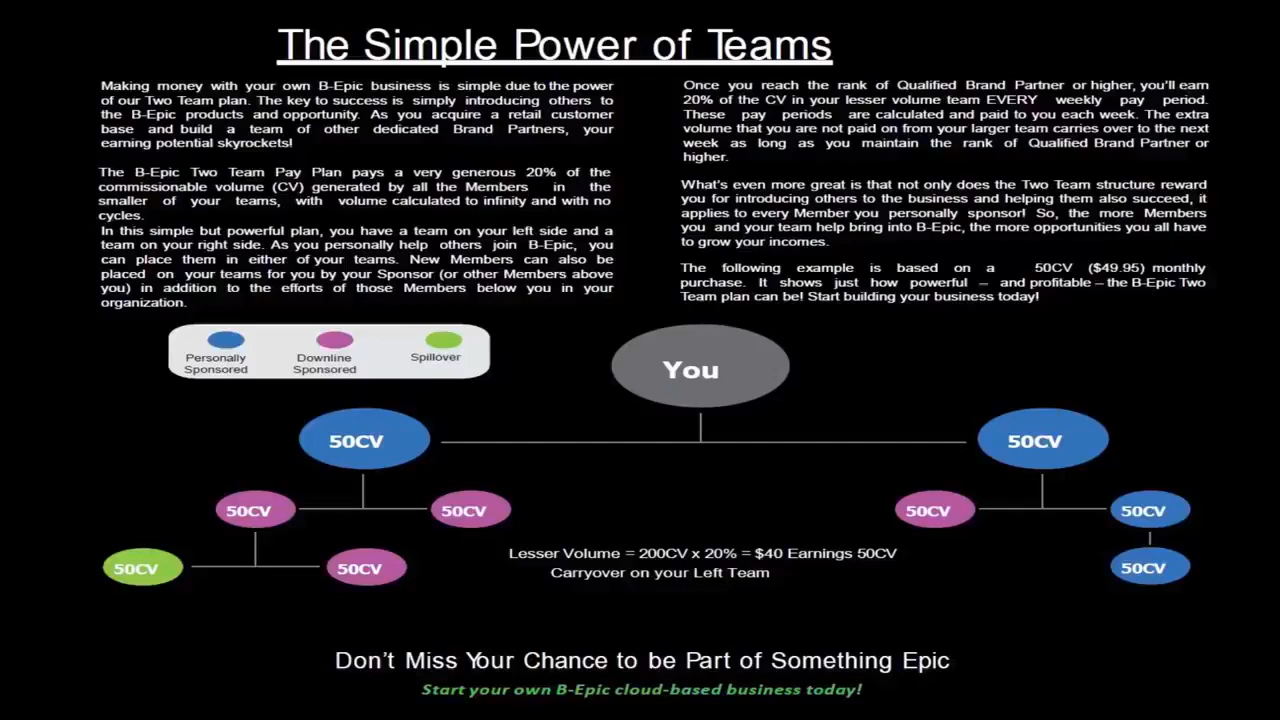 The Simple Power of Teams
Making money with your own B-Epic business is simple due to the power
of our Two Team plan. The key to success is simply introducing others to
the B-Epic products and opportunity. As you acquire a retail customer
base and build a team of other dedicated Brand Partners, your
earning potential skyrockets!
The B-Epic Two Team Pay Plan pays a very generous 20% of the
commissionable volume (CV) generated by all the Members in the
smaller of your teams, with volume calculated to infinity and with no
cycles.
In this simple but powerful plan, you have a team on your left side and a
team on your right side. As you personally help others join B-Epic, you
can place them in either of your teams. New Members can also be
placed on your teams for you by your Sponsor (or other Members above
you) in addition to the efforts of those Members below you in your
organization.
Once you reach the rank of Qualified Brand Partner or higher, you'll earn
20% of the CV in your lesser volume team EVERY weekly pay period.
These pay periods are calculated and paid to you each week. The extra
volume that you are not paid on from your larger team carries over to the next
week as long as you maintain the rank of Qualified Brand Partner or
higher.
What's even more great is that not only does the Two Team structure reward
you for introducing others to the business and helping them also succeed, it
applies to every Member you personally sponsor! So, the more Members
you and your team help bring into B-Epic, the more opportunities you all have
to grow your incomes.
The following example is based on a 50CV ($49.95) monthly
purchase. It shows just how powerful – and profitable – the B-Epic Two
Team plan can be! Start building your business today!
Personally
Sponsored
Downline
Sponsored
Spillover
You
50CV
50CV
50CV
50CV
50CV
50CV
50CV
50CV
50CV
Lesser Volume = 200CV x 20% = $40 Earnings 50CV
Carryover on your Left Team
Don't Miss Your Chance to be Part of Something Epic
Start your own B-Epic cloud-based business today!